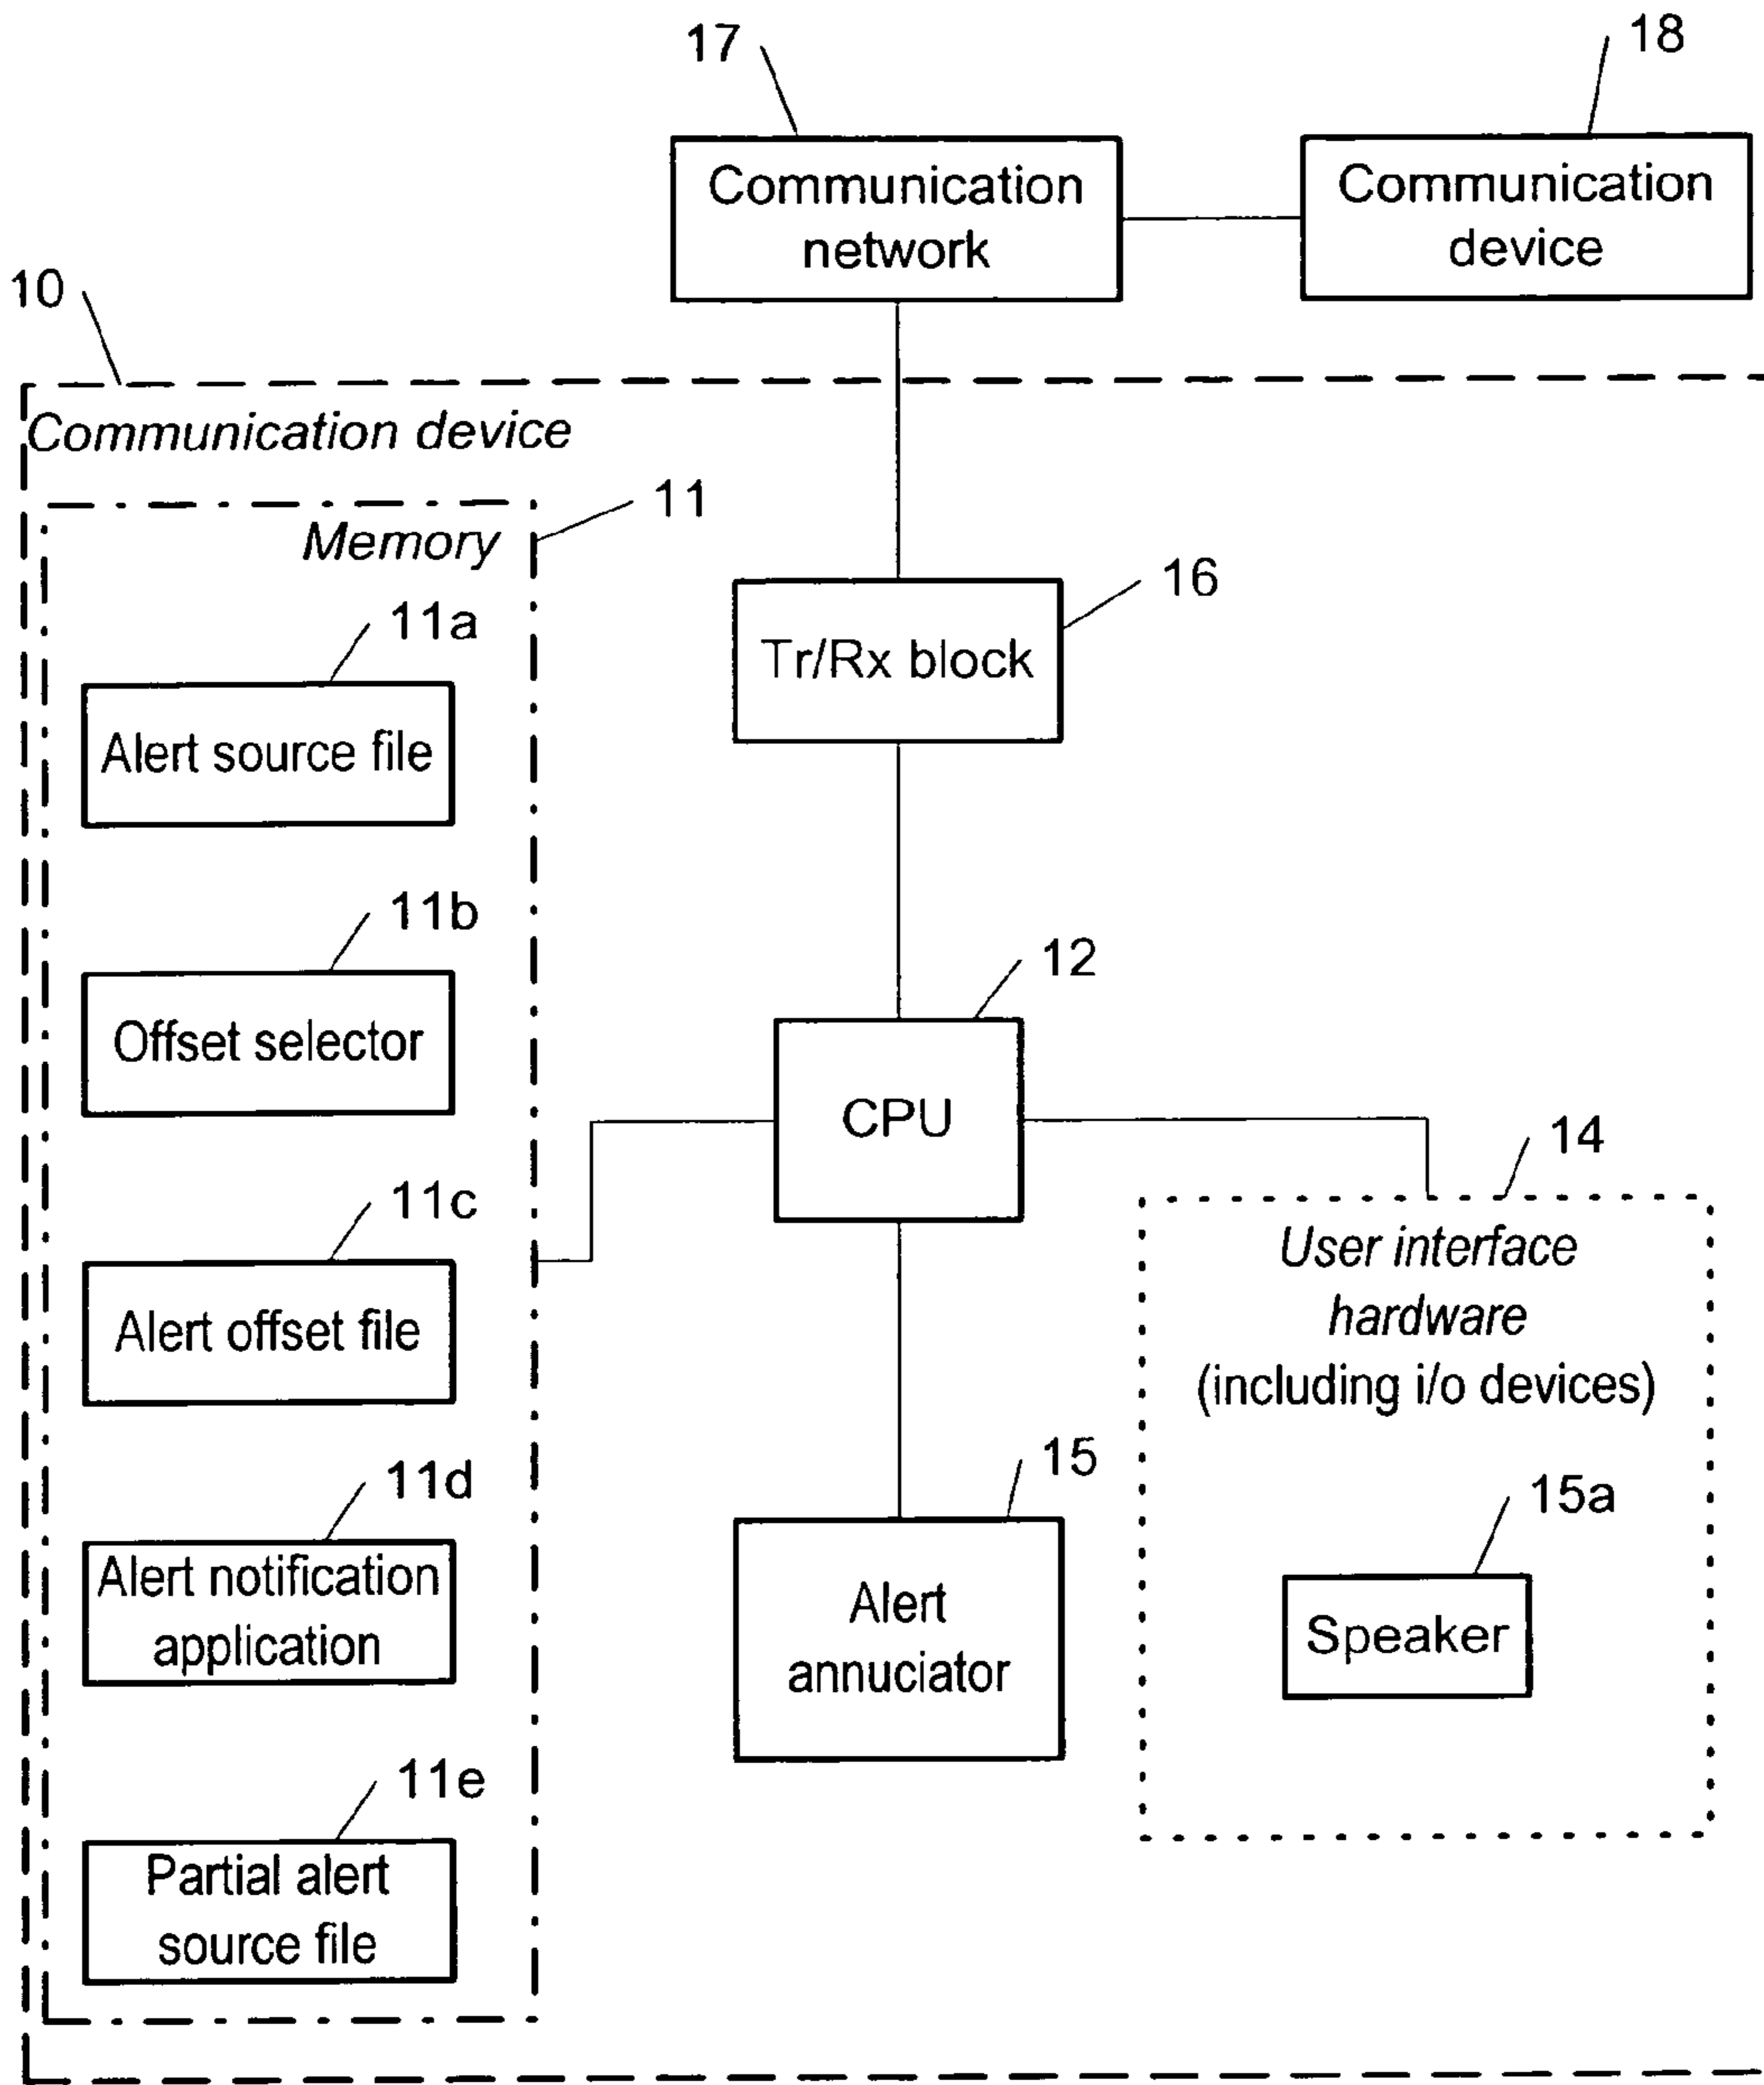 17
18
Communication
network
Communication
device
10
Communication device
11
Memory
16
11a
Tr/Rx block
Alert source file
11b
12
Offset selector
CPU
14
11c
User interface
hardware
(including i/o devices)
Alert offset file
15
11d
15a
Alert notification
application
Alert
annuciator
Speaker
11e
Partial alert
source file